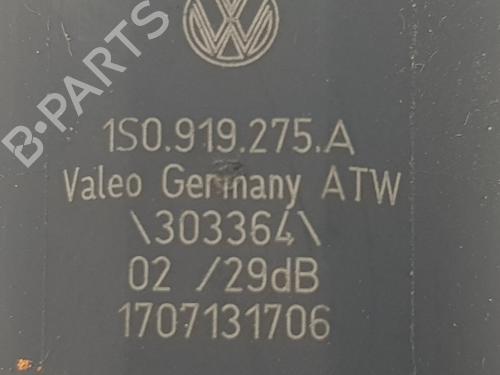 B-PARTS
1S0.919.275.A
Valeo Germany ATW
\303364\
02 /29dB
1707131706